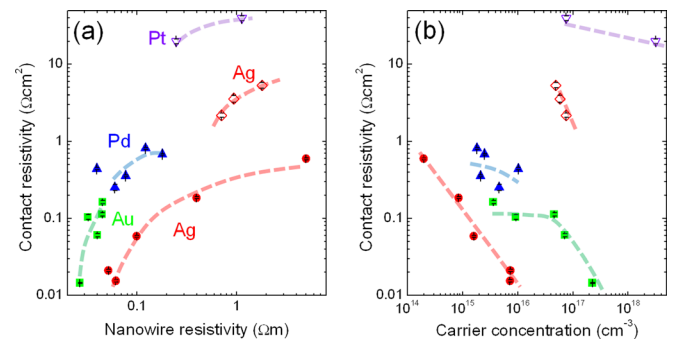 (a)
Contact resistivity (Ωcm²)
10
1
0.1
0.01
Pt
Ag
Pd
Au
Ag
0.1
1
Nanowire resistivity (Ωm)
(b)
Contact resistivity (Ωcm²)
10
1
0.1
0.01
10¹⁴
10¹⁵
10¹⁶
10¹⁷
10¹⁸
Carrier concentration (cm⁻³)